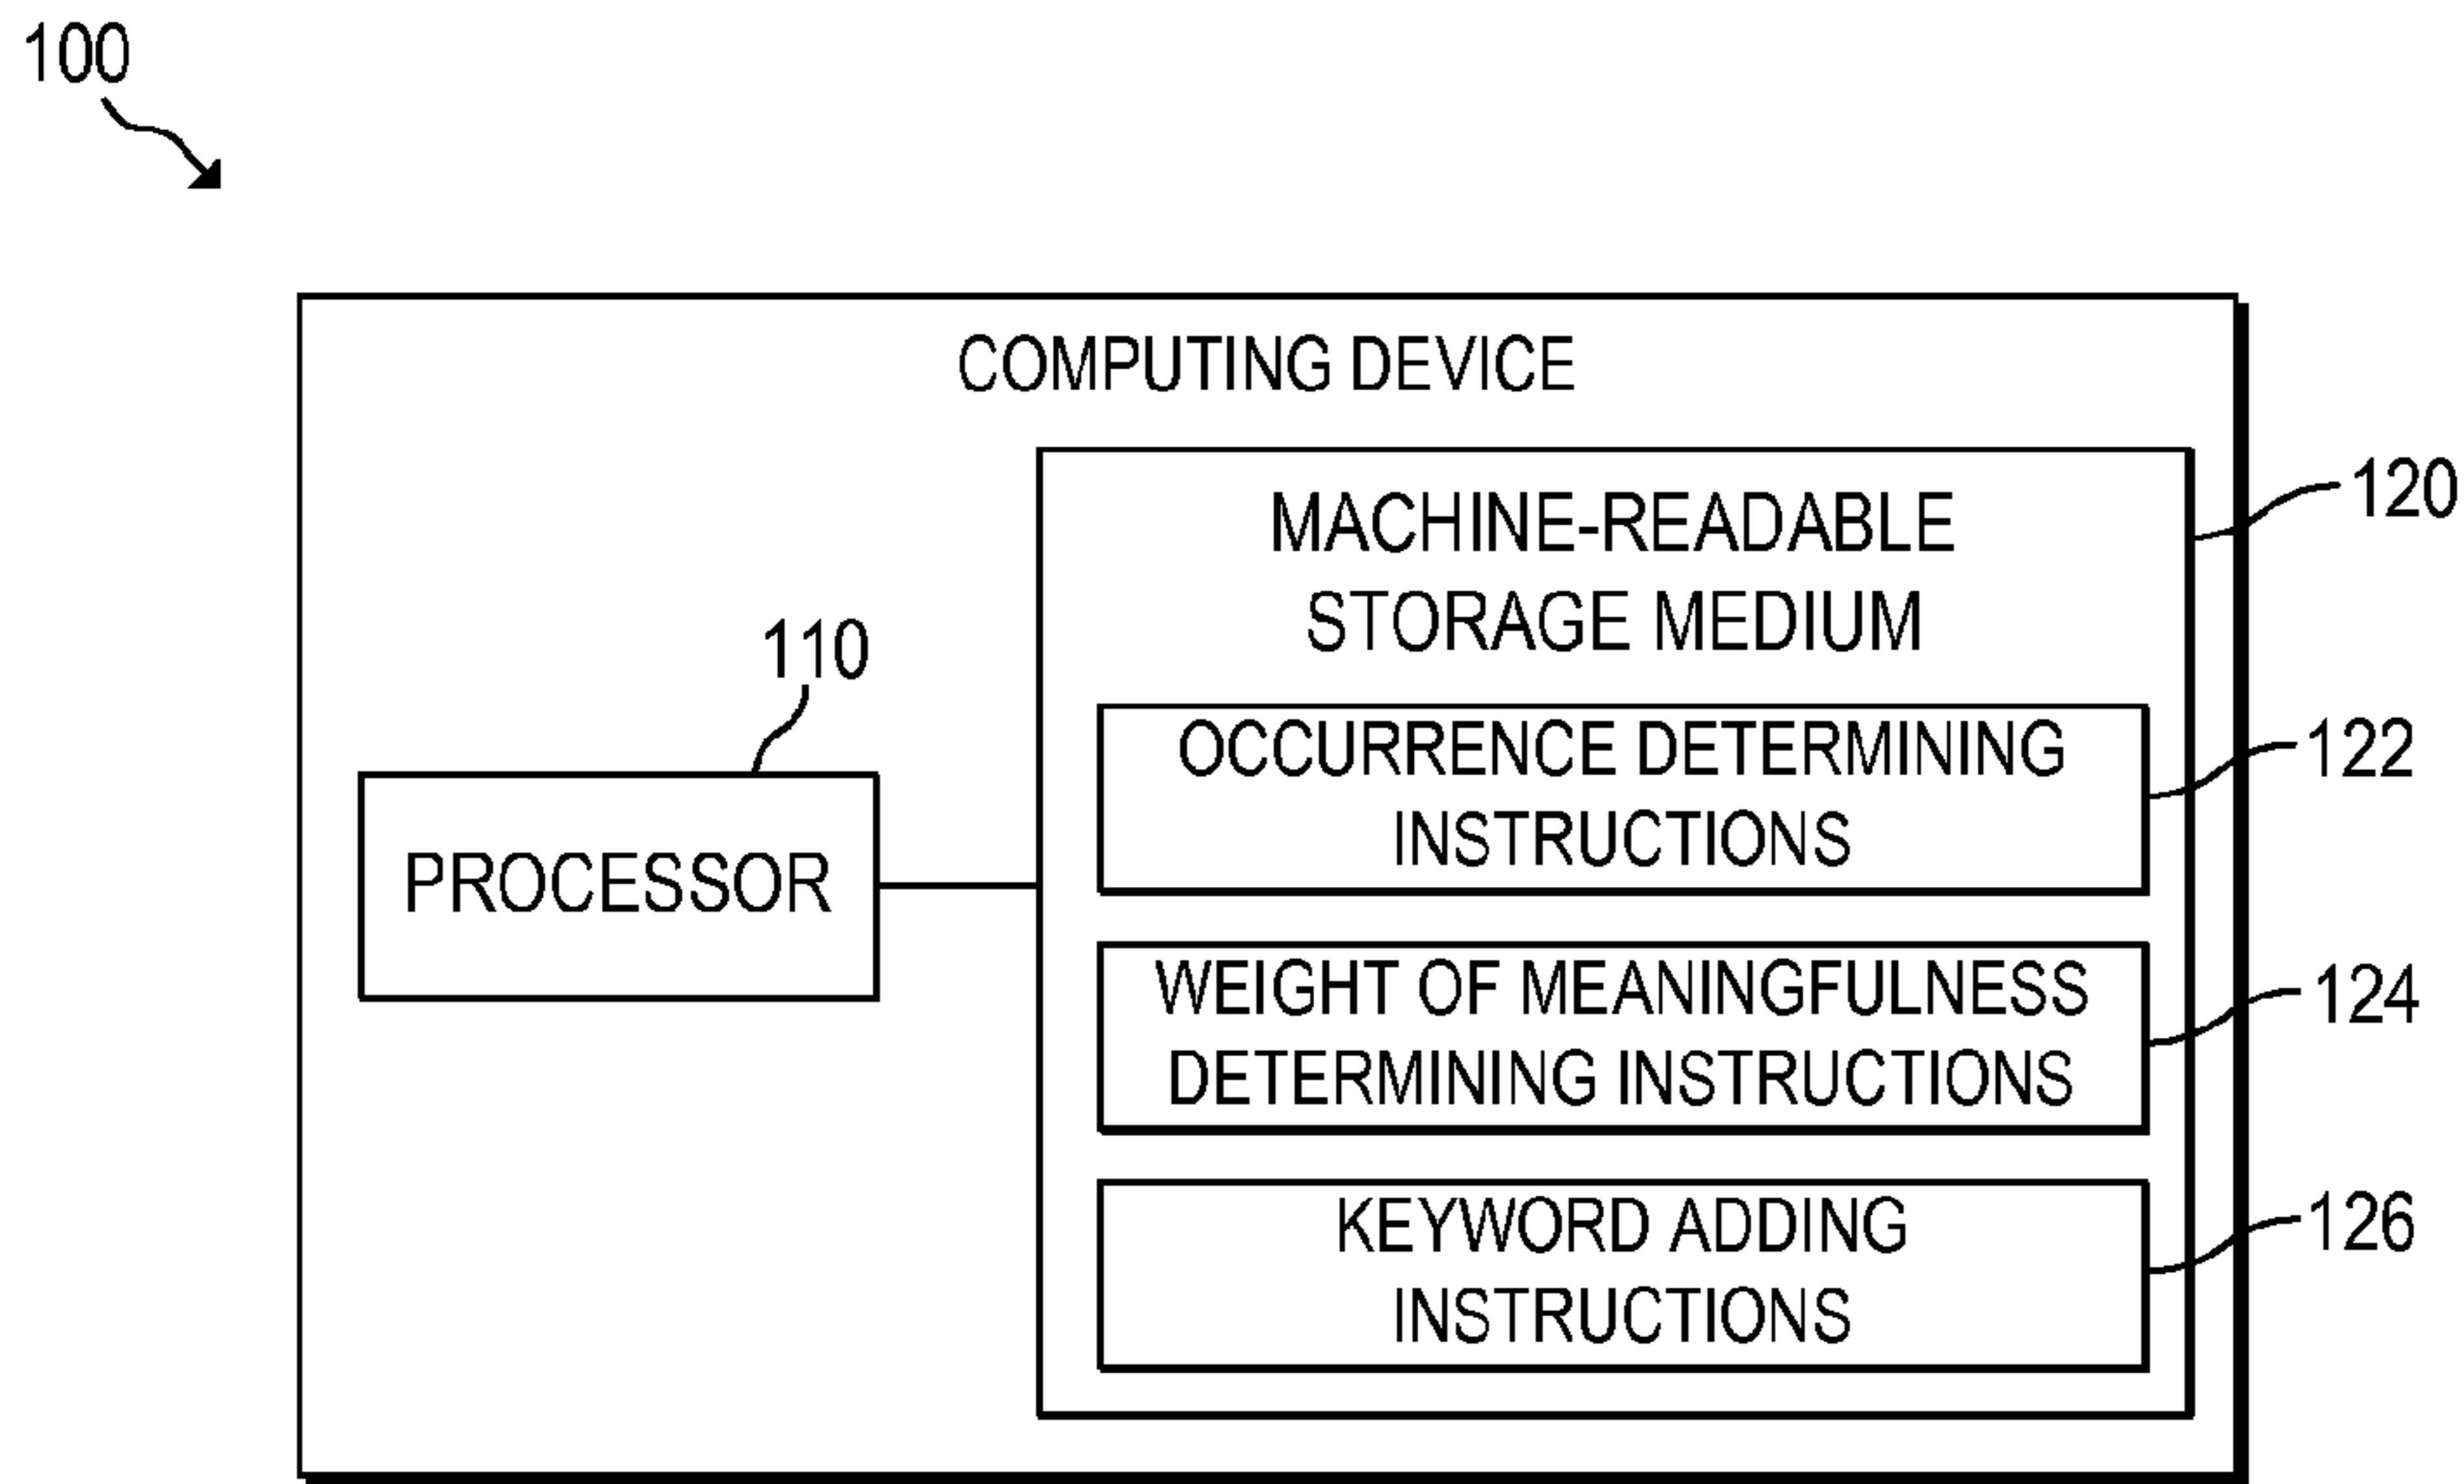 100
COMPUTING DEVICE
MACHINE-READABLE
STORAGE MEDIUM
120
110
PROCESSOR
OCCURRENCE DETERMINING
INSTRUCTIONS
122
WEIGHT OF MEANINGFULNESS
DETERMINING INSTRUCTIONS
124
KEYWORD ADDING
INSTRUCTIONS
126